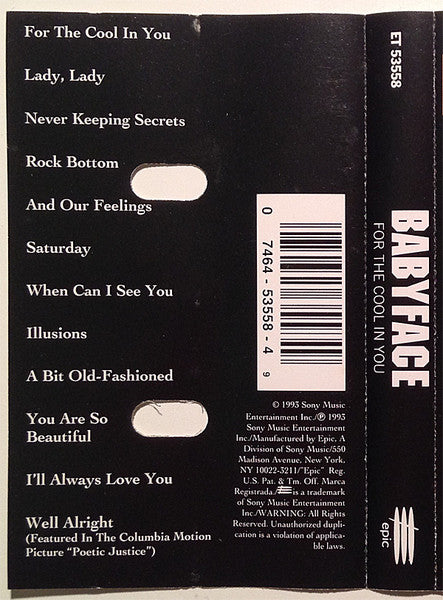 For The Cool In You
Lady, Lady
Never Keeping Secrets
Rock Bottom
And Our Feelings
Saturday
When Can I See You
Illusions
A Bit Old-Fashioned
You Are So
Beautiful
I'll Always Love You
Well Alright
(Featured In The Columbia Motion
Picture "Poetic Justice")
0 7464-53558-4 9
© 1993 Sony Music
Entertainment Inc./℗ 1993
Sony Music Entertainment
Inc./Manufactured by Epic, A
Division of Sony Music/550
Madison Avenue, New York,
NY 10022-3211/"Epic" Reg.
U.S. Pat. & Tm. Off. Marca
Registrada./ is a trademark
of Sony Music Entertainment
Inc./WARNING: All Rights
Reserved. Unauthorized dupli-
cation is a violation of applica-
ble laws.
ET 53558
BABYFACE
FOR THE COOL IN YOU
epic